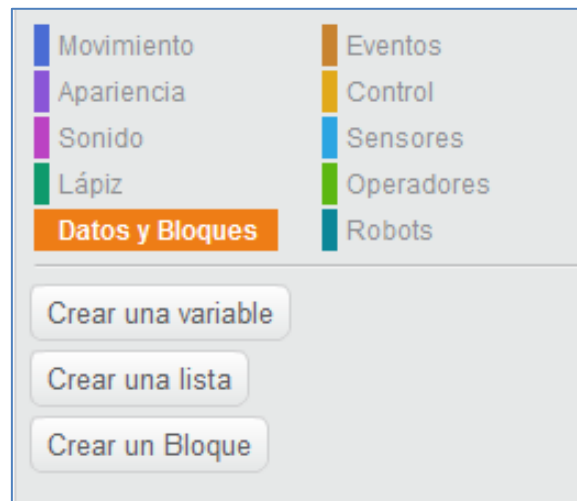 Movimiento
Eventos
Apariencia
Control
Sonido
Sensores
Lápiz
Operadores
Datos y Bloques
Robots
Crear una variable
Crear una lista
Crear un Bloque